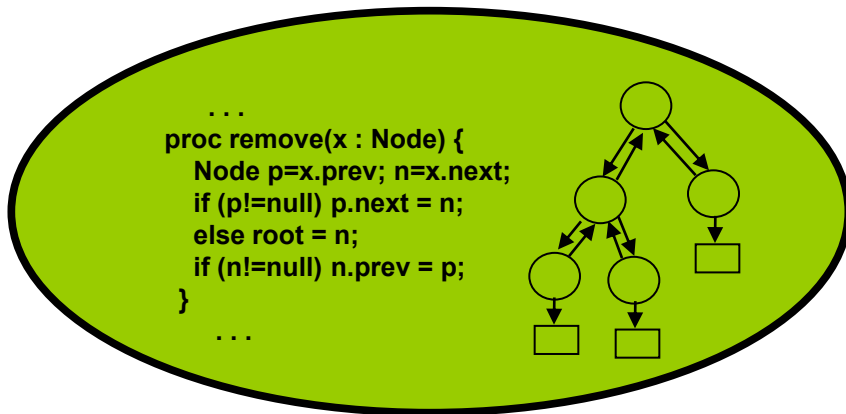 . . .
proc remove(x : Node) {
Node p=x.prev; n=x.next;
if (p!=null) p.next = n;
else root = n;
if (n!=null) n.prev = p;
}
. . .